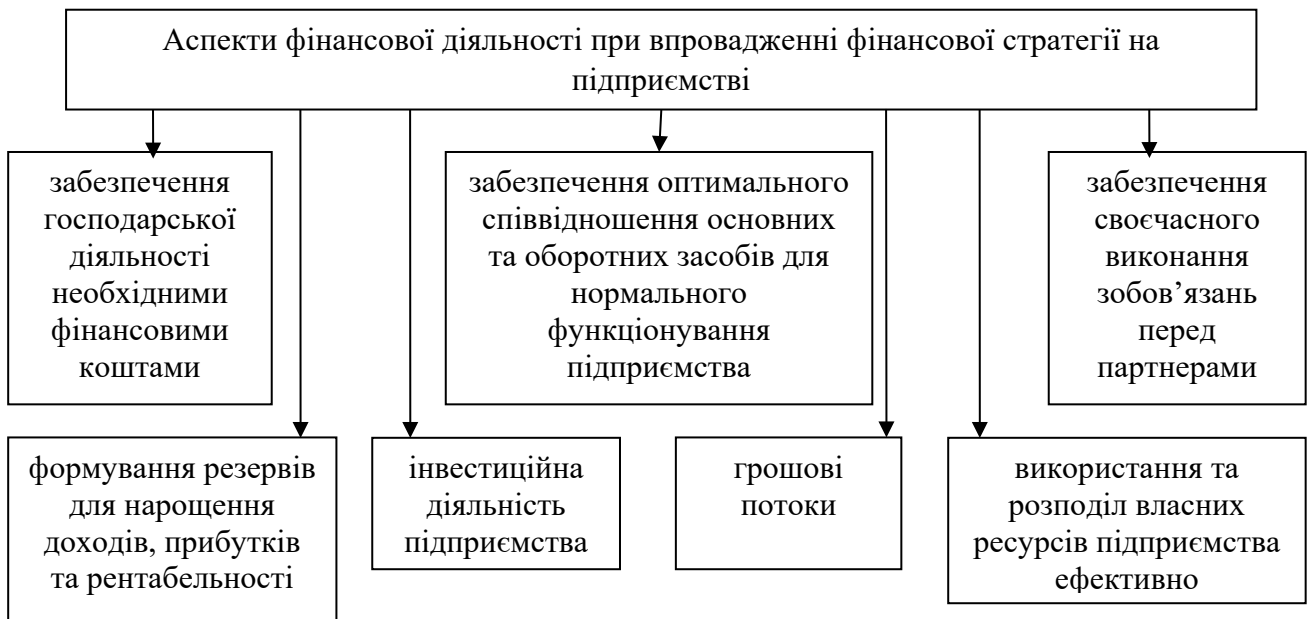 Аспекти фінансової діяльності при впровадженні фінансової стратегії на
підприємстві
забезпечення
господарської
діяльності
необхідними
фінансовими
коштами
забезпечення оптимального
співвідношення основних
та оборотних засобів для
нормального
функціонування
підприємства
забезпечення
своєчасного
виконання
зобов’язань
перед
партнерами
формування резервів
для нарощення
доходів, прибутків
та рентабельності
інвестиційна
діяльність
підприємства
грошові
потоки
використання та
розподіл власних
ресурсів підприємства
ефективно